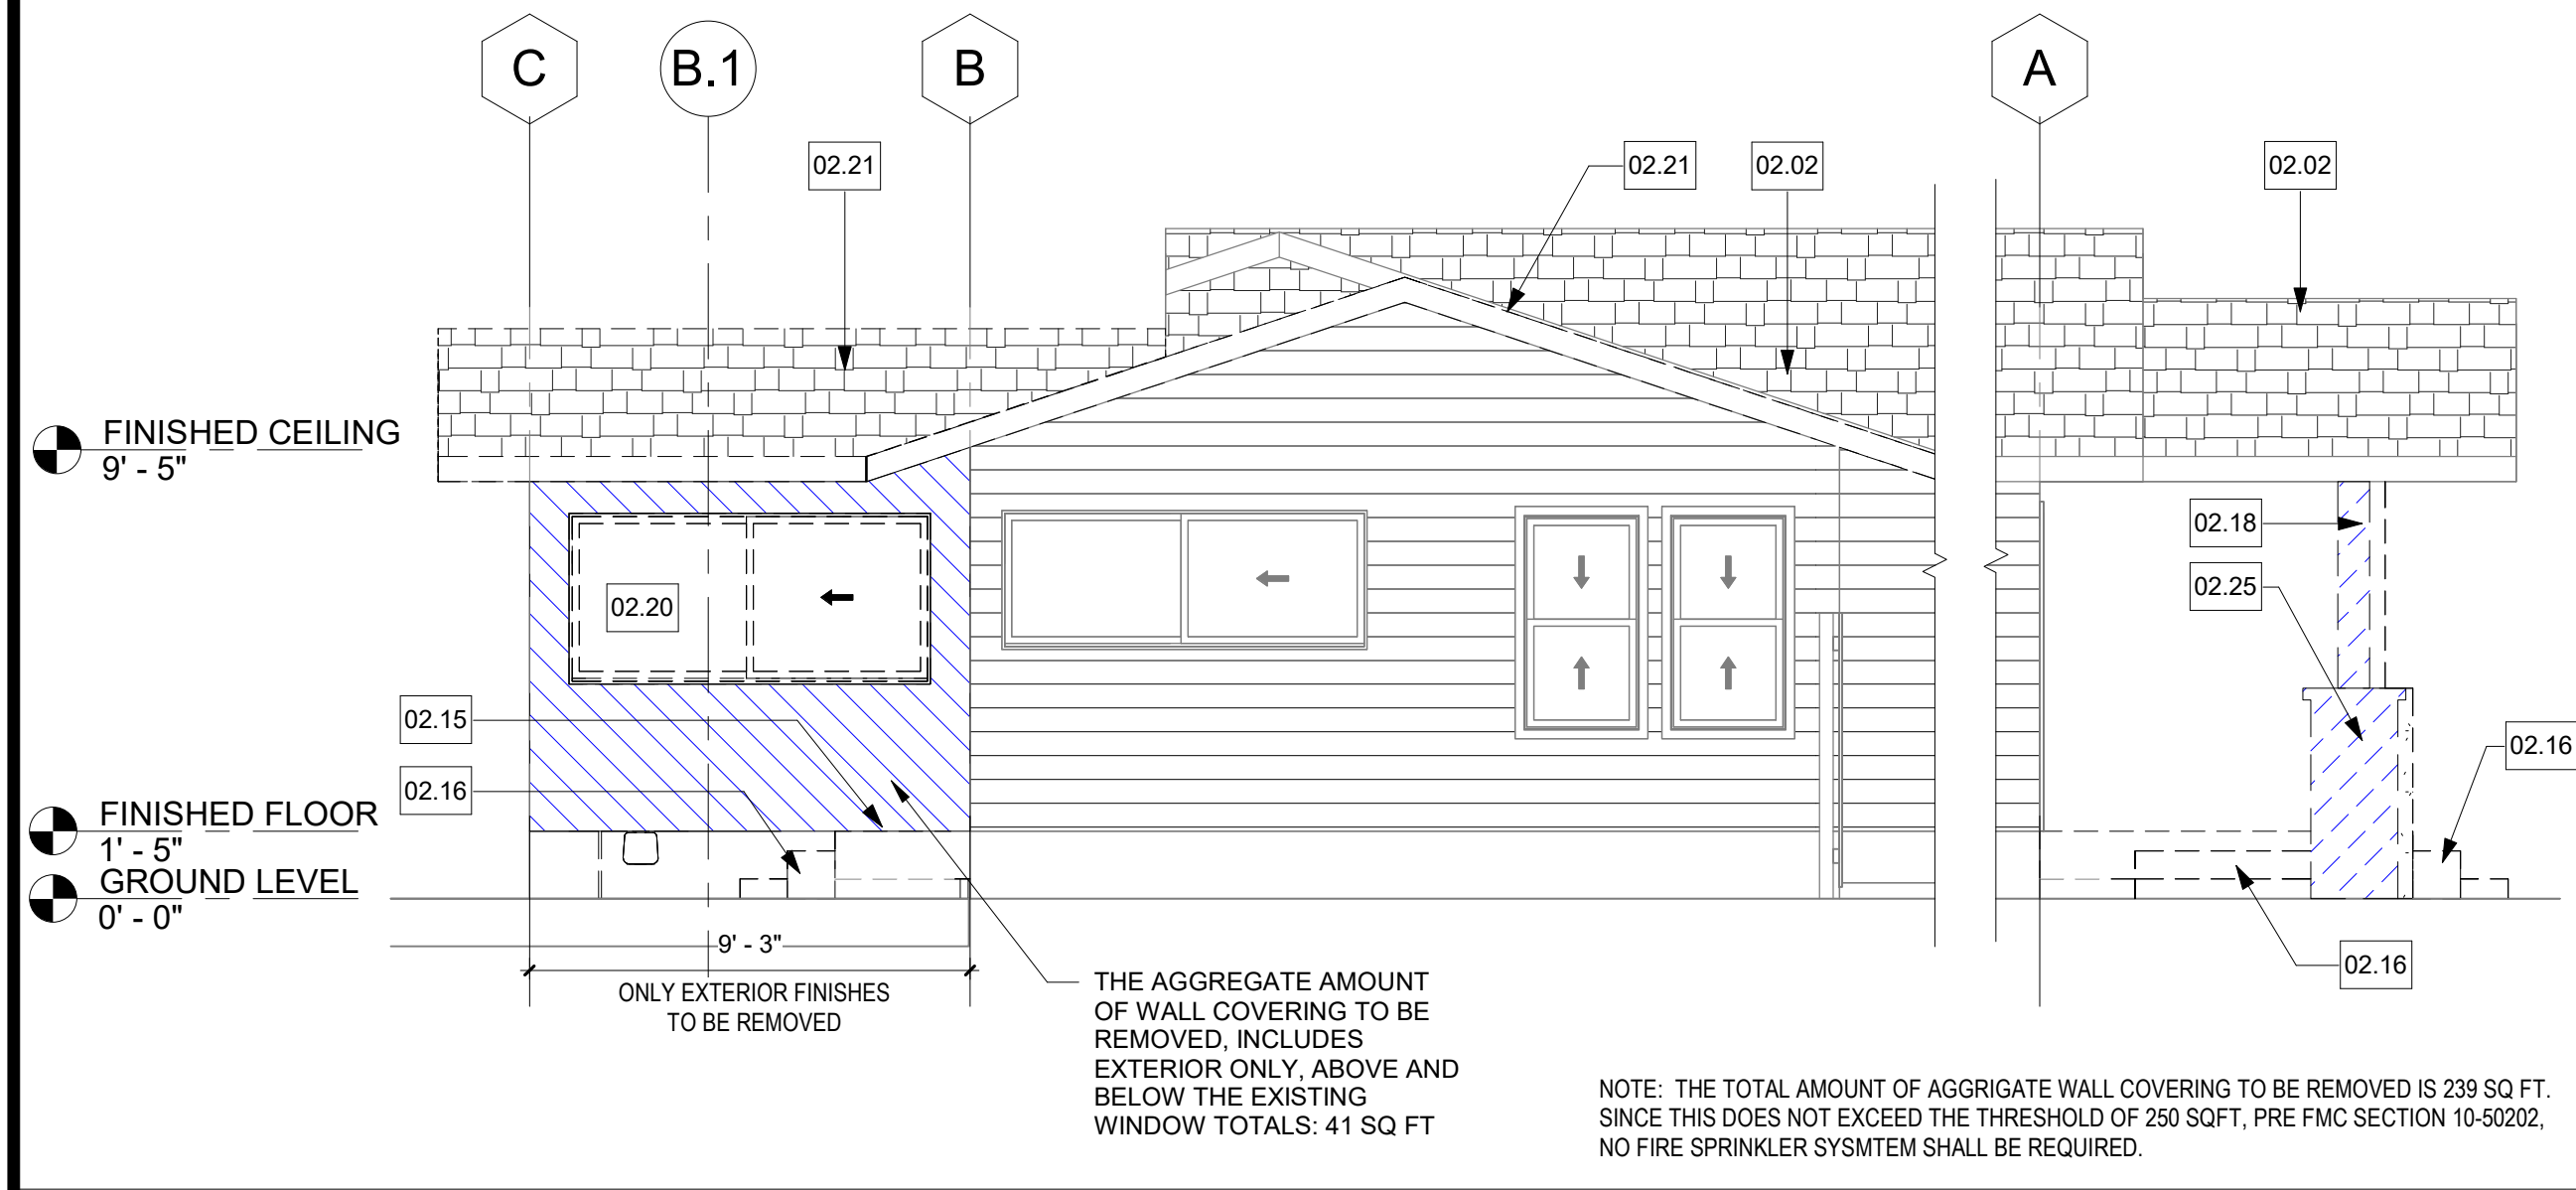 C
B.1
B
A
02.21
02.21
02.02
02.02
FINISHED CEILING
9' - 5"
02.18
02.25
02.20
02.15
02.16
02.16
FINISHED FLOOR
1' - 5"
GROUND LEVEL
0' - 0"
9' - 3"
02.16
ONLY EXTERIOR FINISHES
TO BE REMOVED
THE AGGREGATE AMOUNT
OF WALL COVERING TO BE
REMOVED, INCLUDES
EXTERIOR ONLY, ABOVE AND
BELOW THE EXISTING
WINDOW TOTALS: 41 SQ FT
NOTE: THE TOTAL AMOUNT OF AGGRIGATE WALL COVERING TO BE REMOVED IS 239 SQ FT.
SINCE THIS DOES NOT EXCEED THE THRESHOLD OF 250 SQFT, PRE FMC SECTION 10-50202,
NO FIRE SPRINKLER SYSMTEM SHALL BE REQUIRED.